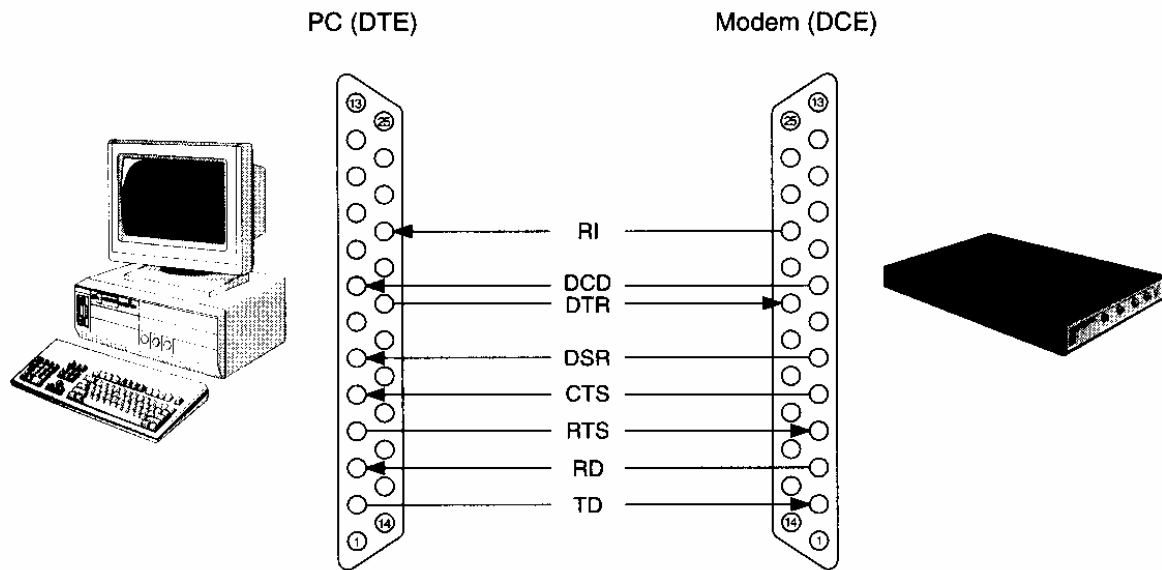 PC (DTE)
Modem (DCE)
13
25
13
25
RI
DCD
DTR
DSR
CTS
RTS
RD
TD
14
1
14
1